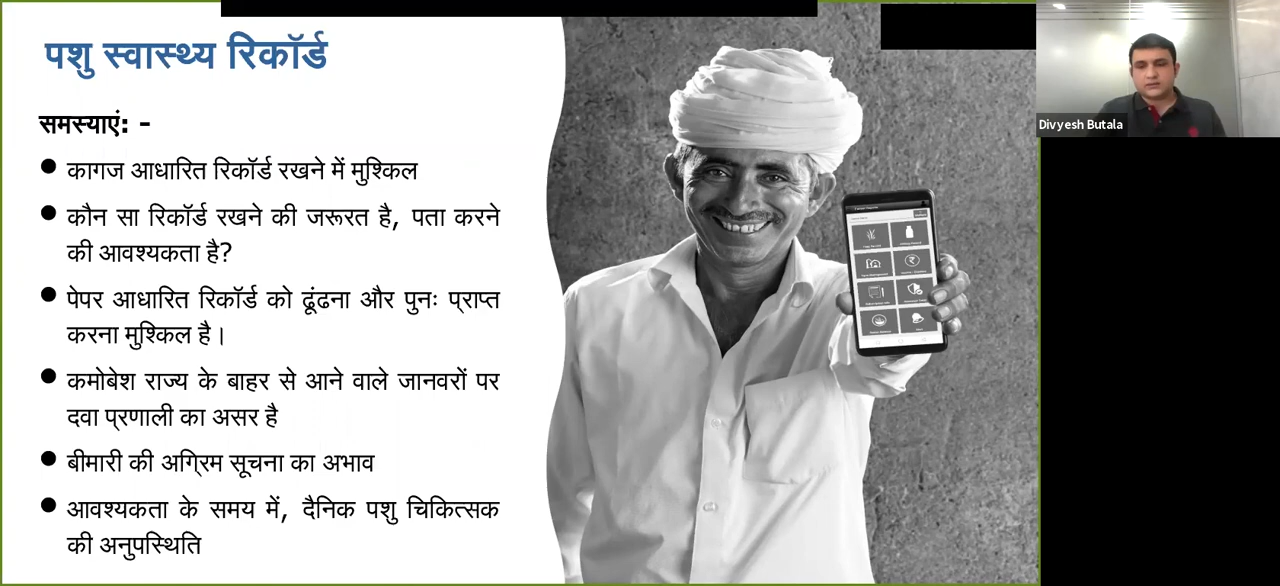 पशु स्वास्थ्य रिकॉर्ड
समस्याएं: -
● कागज आधारित रिकॉर्ड रखने में मुश्किल
● कौन सा रिकॉर्ड रखने की जरूरत है, पता करने
की आवश्यकता है?
● पेपर आधारित रिकॉर्ड को ढूंढना और पुनः प्राप्त
करना मुश्किल है।
● कमोबेश राज्य के बाहर से आने वाले जानवरों पर
दवा प्रणाली का असर है
● बीमारी की अग्रिम सूचना का अभाव
● आवश्यकता के समय में, दैनिक पशु चिकित्सक
की अनुपस्थिति
Divyesh Butala